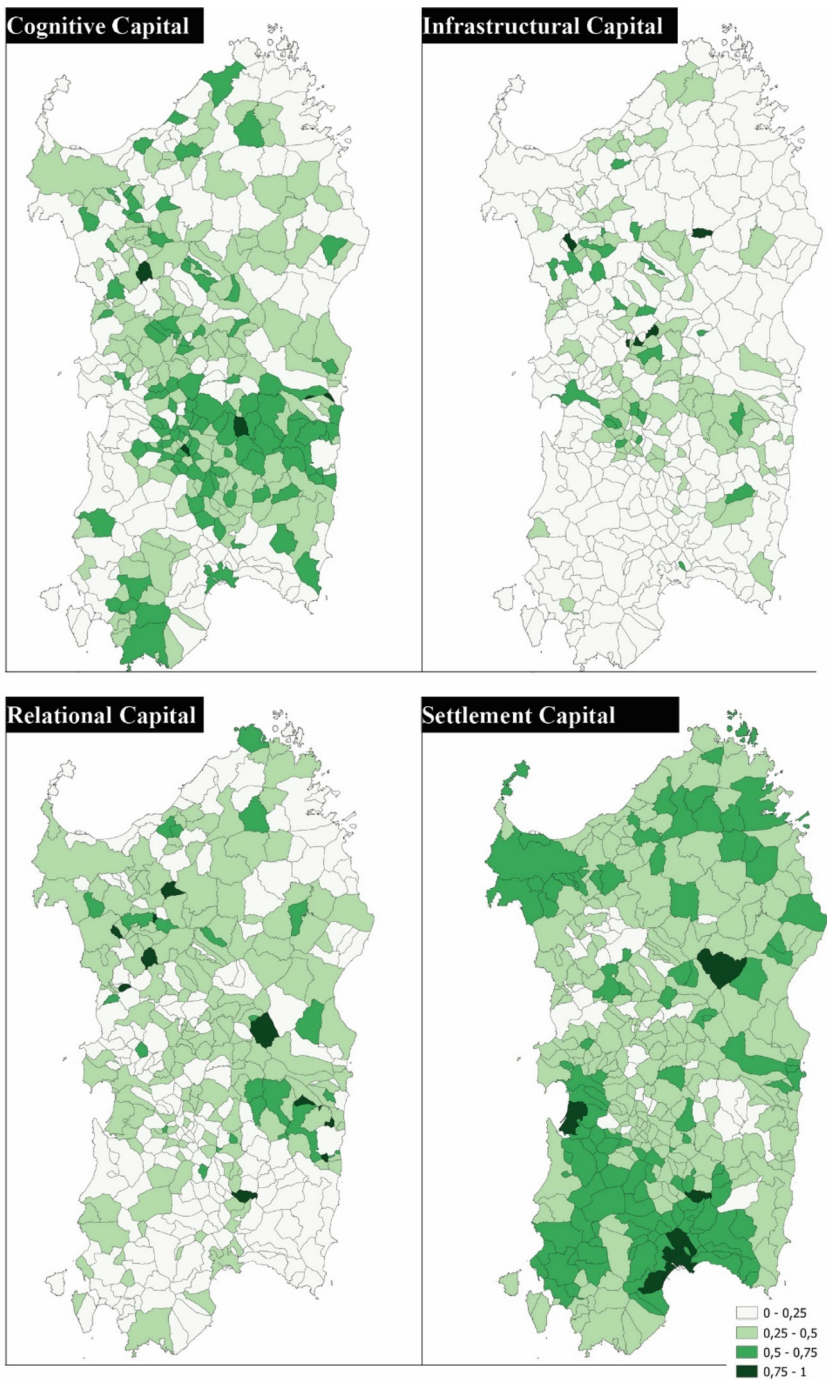 Cognitive Capital
Infrastructural Capital
Relational Capital
Settlement Capital
0 - 0,25
0,25 - 0,5
0,5 - 0,75
0,75 - 1